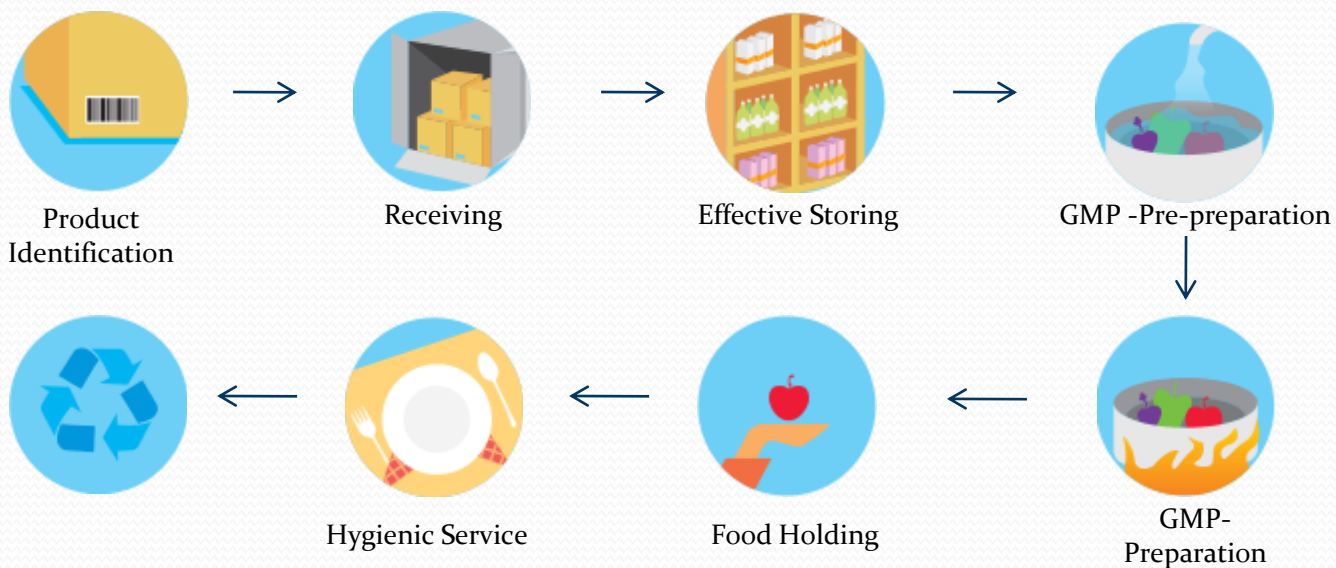 Product
Identification
Receiving
Effective Storing
GMP -Pre-preparation
GMP-
Preparation
Food Holding
Hygienic Service